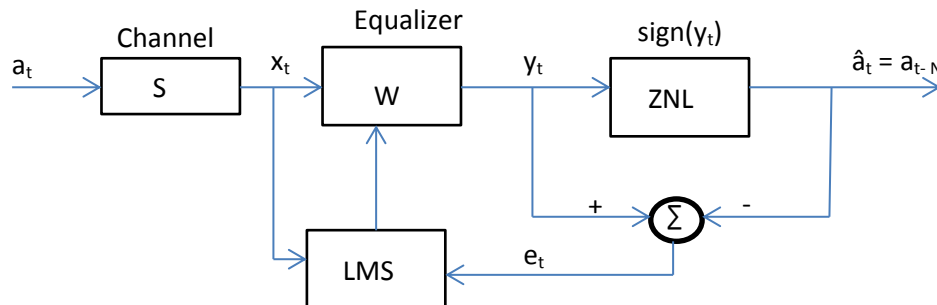 Equalizer
sign(yₜ)
Channel
aₜ
xₜ
yₜ
âₜ = aₜ₋
S
W
ZNL
+
Σ
-
LMS
eₜ